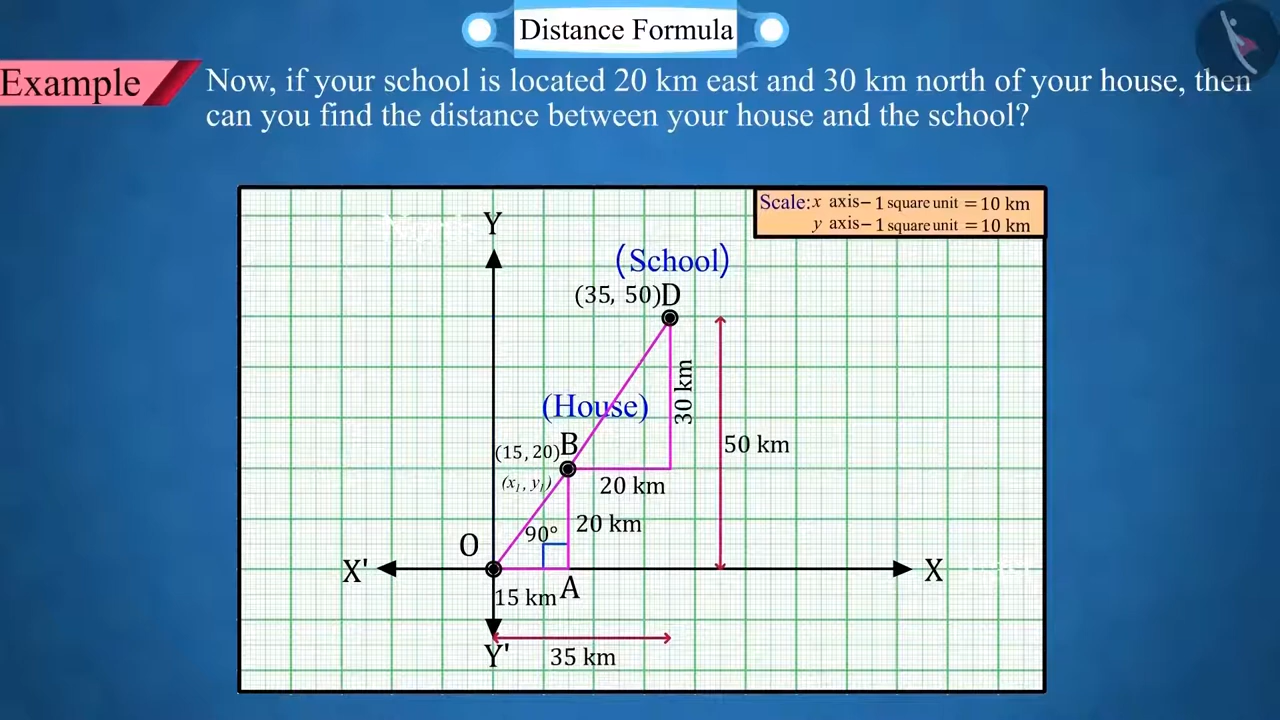 Distance Formula
Example
Now, if your school is located 20 km east and 30 km north of your house, then
can you find the distance between your house and the school?
Scale: x axis – 1 square unit = 10 km
y axis – 1 square unit = 10 km
Y
(School)
(35, 50)D
30 km
(House)
(15, 20)B
50 km
(x₁, y₁)
20 km
20 km
90°
O
X'
X
15 km A
Y'
35 km